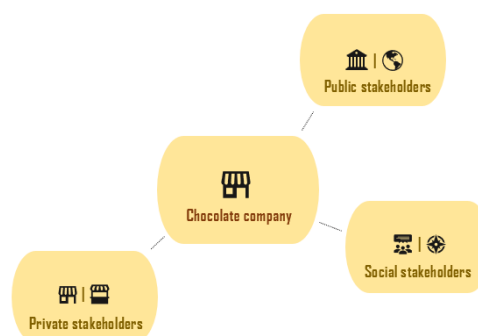 Public stakeholders
Chocolate company
Social stakeholders
Private stakeholders